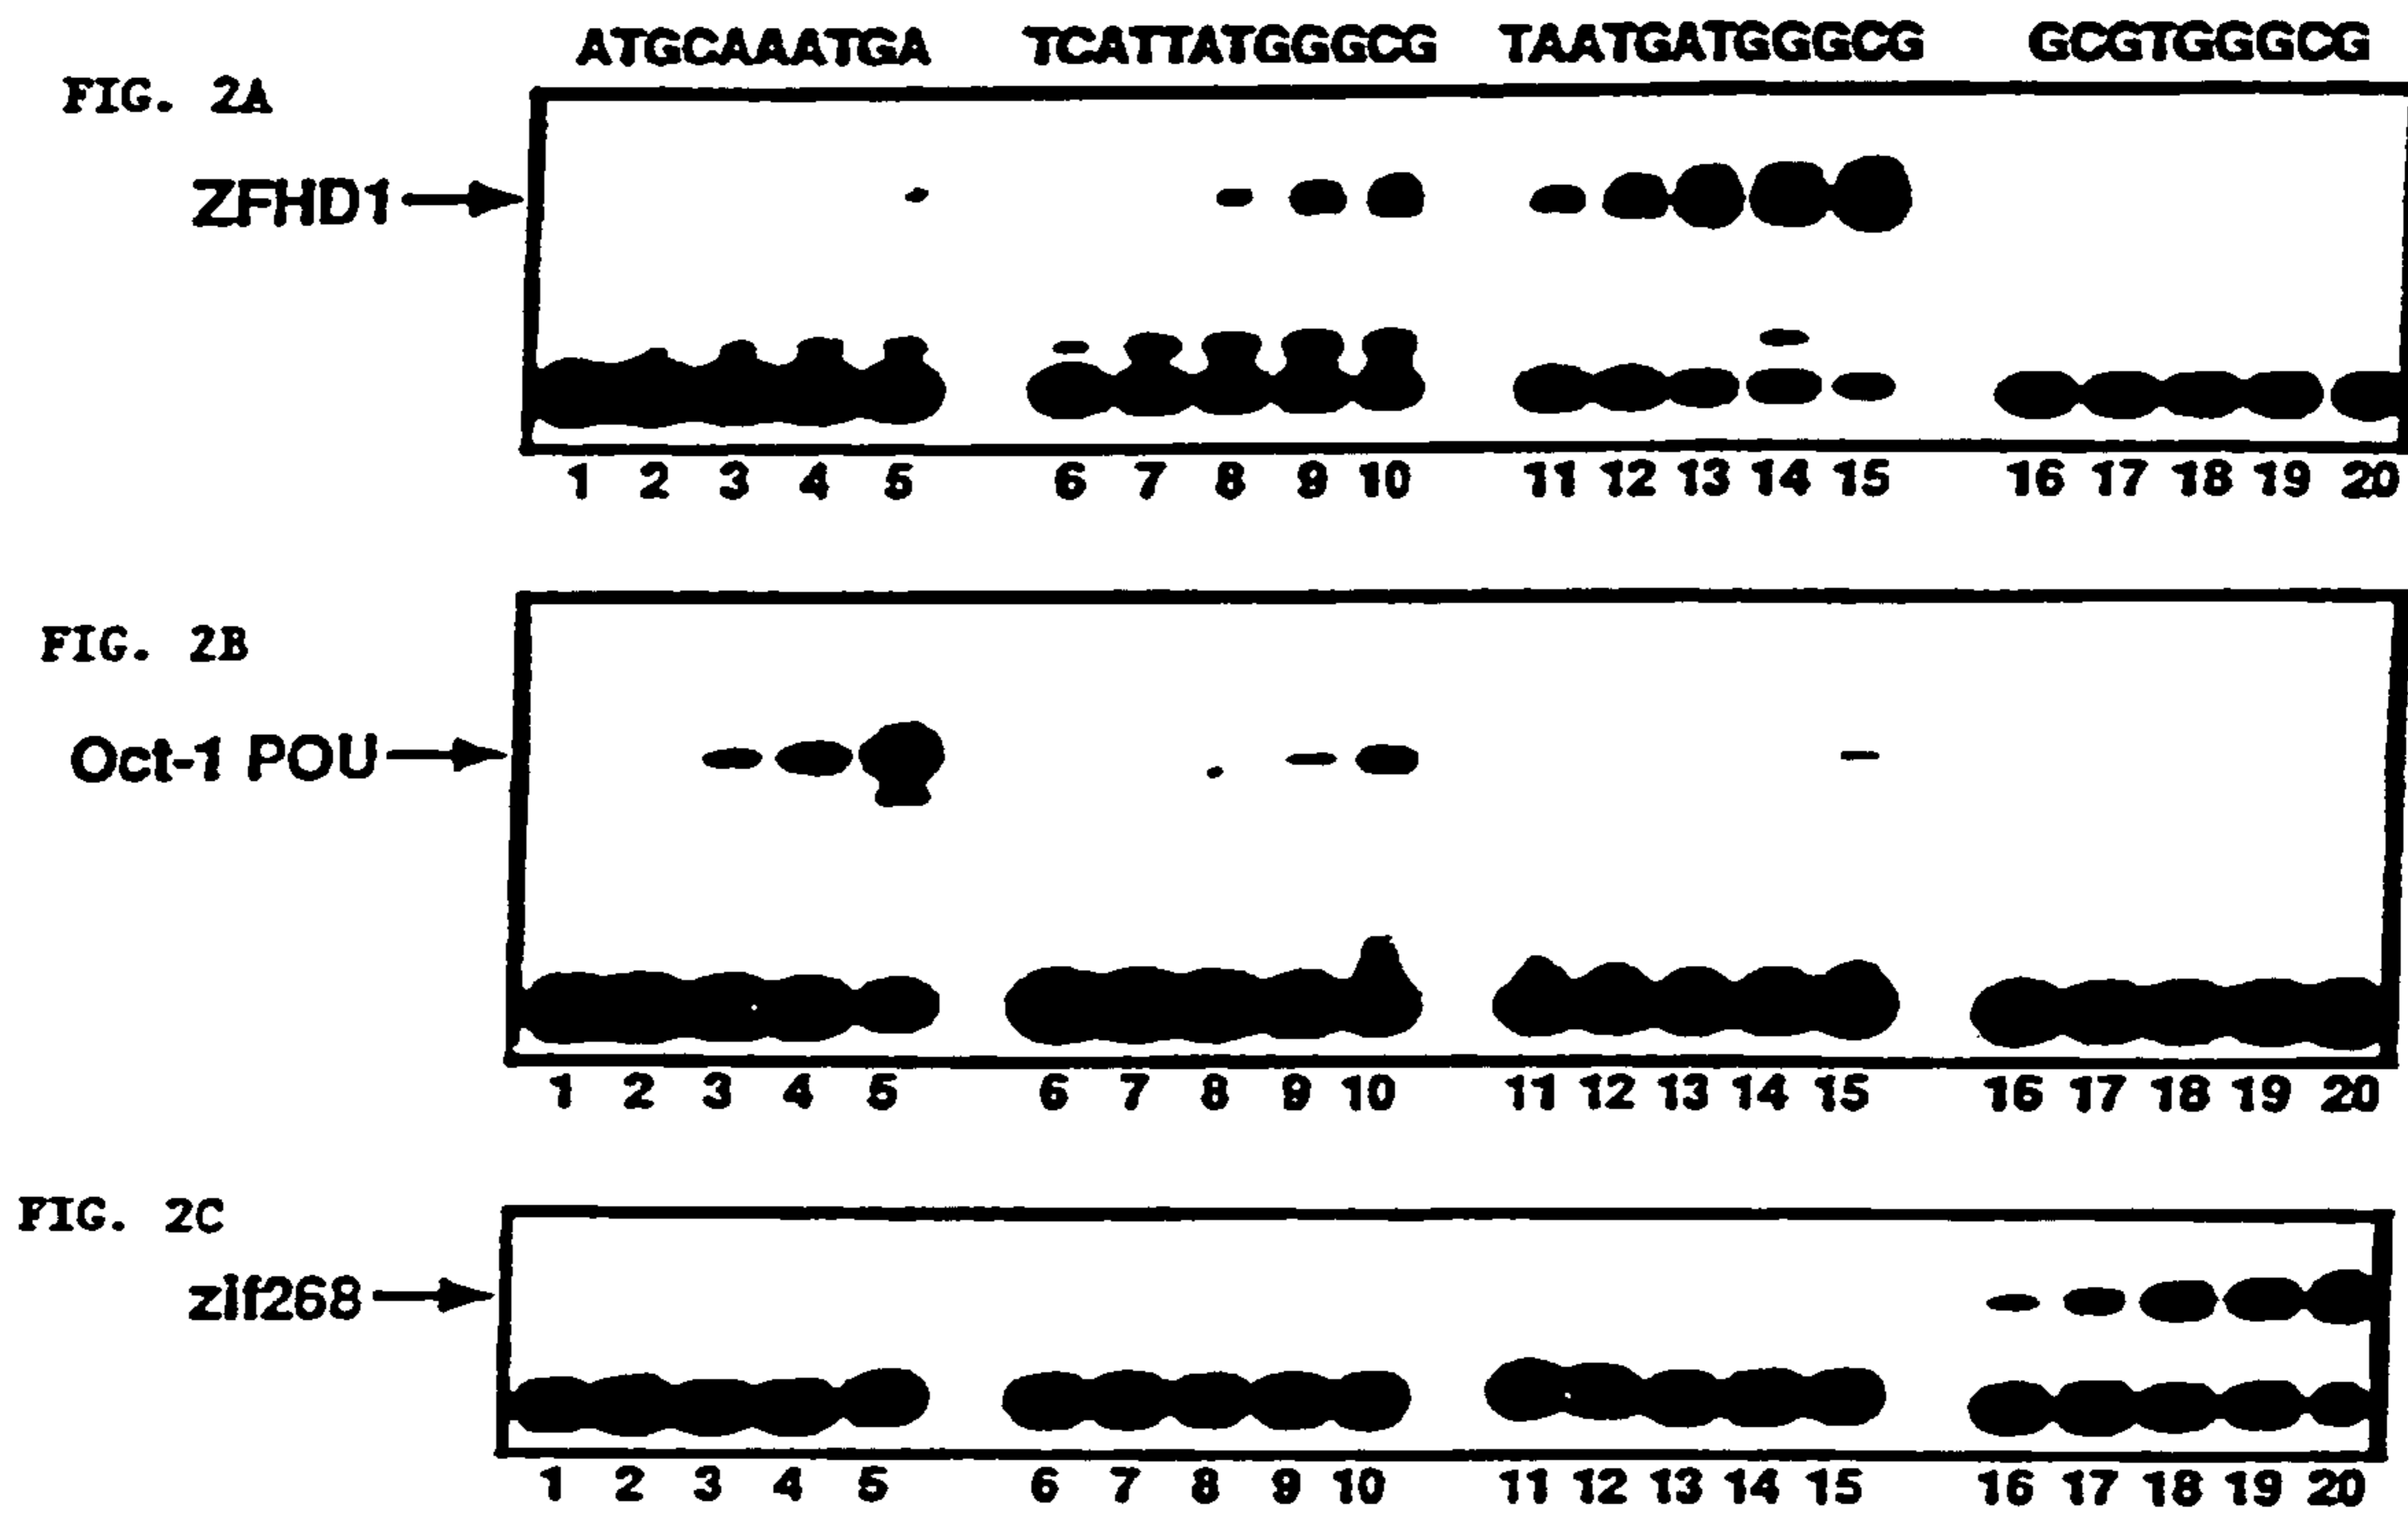 ATGCAAATGA TCATTATGGGCG TAATGATGGGCG GCGTGGGCG
FIG. 2A
ZFHD1
1 2 3 4 5 6 7 8 9 10 11 12 13 14 15 16 17 18 19 20
FIG. 2B
Oct-1 POU
1 2 3 4 5 6 7 8 9 10 11 12 13 14 15 16 17 18 19 20
FIG. 2C
zif268
1 2 3 4 5 6 7 8 9 10 11 12 13 14 15 16 17 18 19 20